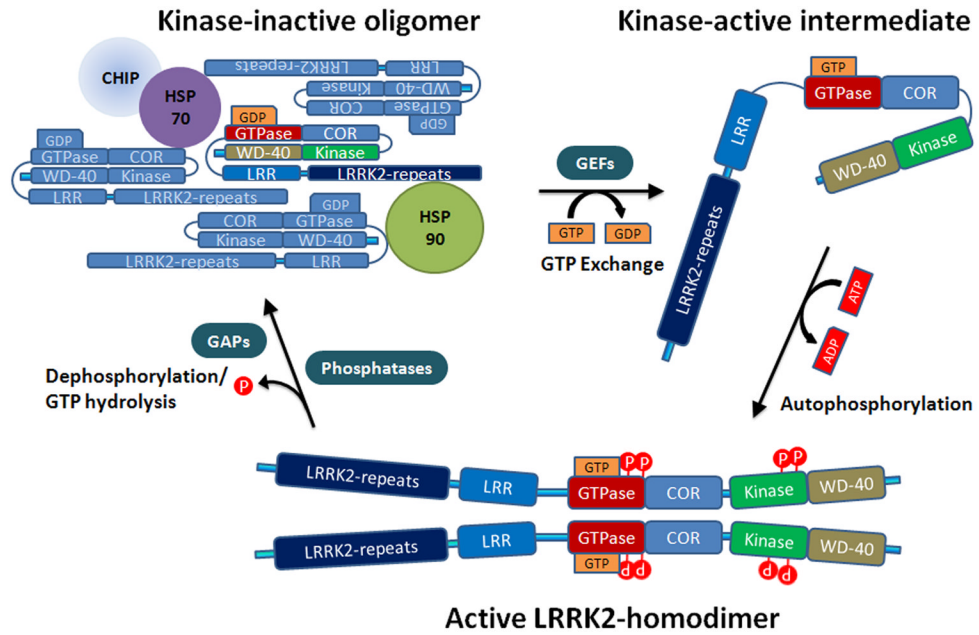 Kinase-inactive oligomer
CHIP
HSP
70
LRRK2-repeats LRR
Kinase WD-40
COR GTPase
GDP
GDP
GTPase COR
WD-40 Kinase
LRR LRRK2-repeats
GDP
GTPase COR
WD-40 Kinase
LRR LRRK2-repeats
GDP
COR GTPase
Kinase WD-40
LRRK2-repeats LRR
HSP
90
GEFs
GTP GDP
GTP Exchange
Kinase-active intermediate
GTP
GTPase COR
Kinase
WD-40
LRR
LRRK2-repeats
ATP
ADP
Autophosphorylation
GAPs
Phosphatases
Dephosphorylation/
GTP hydrolysis
P
LRRK2-repeats LRR GTP P P GTPase COR P P Kinase WD-40
LRRK2-repeats LRR GTPase COR Kinase WD-40
GTP P P P P
Active LRRK2-homodimer